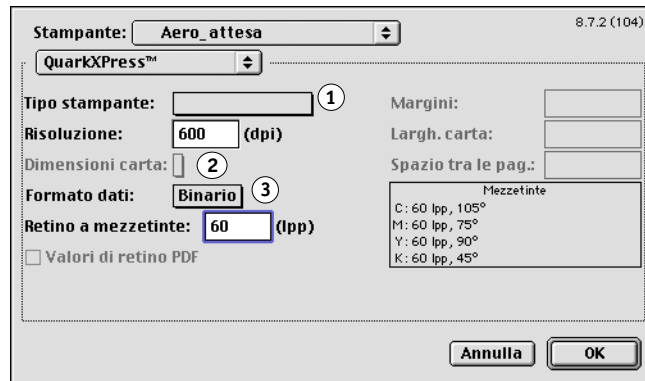 8.7.2 (104)
Stampante: Aero_attesa
QuarkXPress™
Tipo stampante: 1
Margini:
Risoluzione: 600 (dpi)
Largh. carta:
Dimensioni carta: 2
Spazio tra le pag.:
Formato dati: Binario 3
Mezzetinte
C: 60 lpp, 105°
M: 60 lpp, 75°
Y: 60 lpp, 90°
K: 60 lpp, 45°
Retino a mezzetinte: 60 (lpp)
Valori di retino PDF
Annulla OK